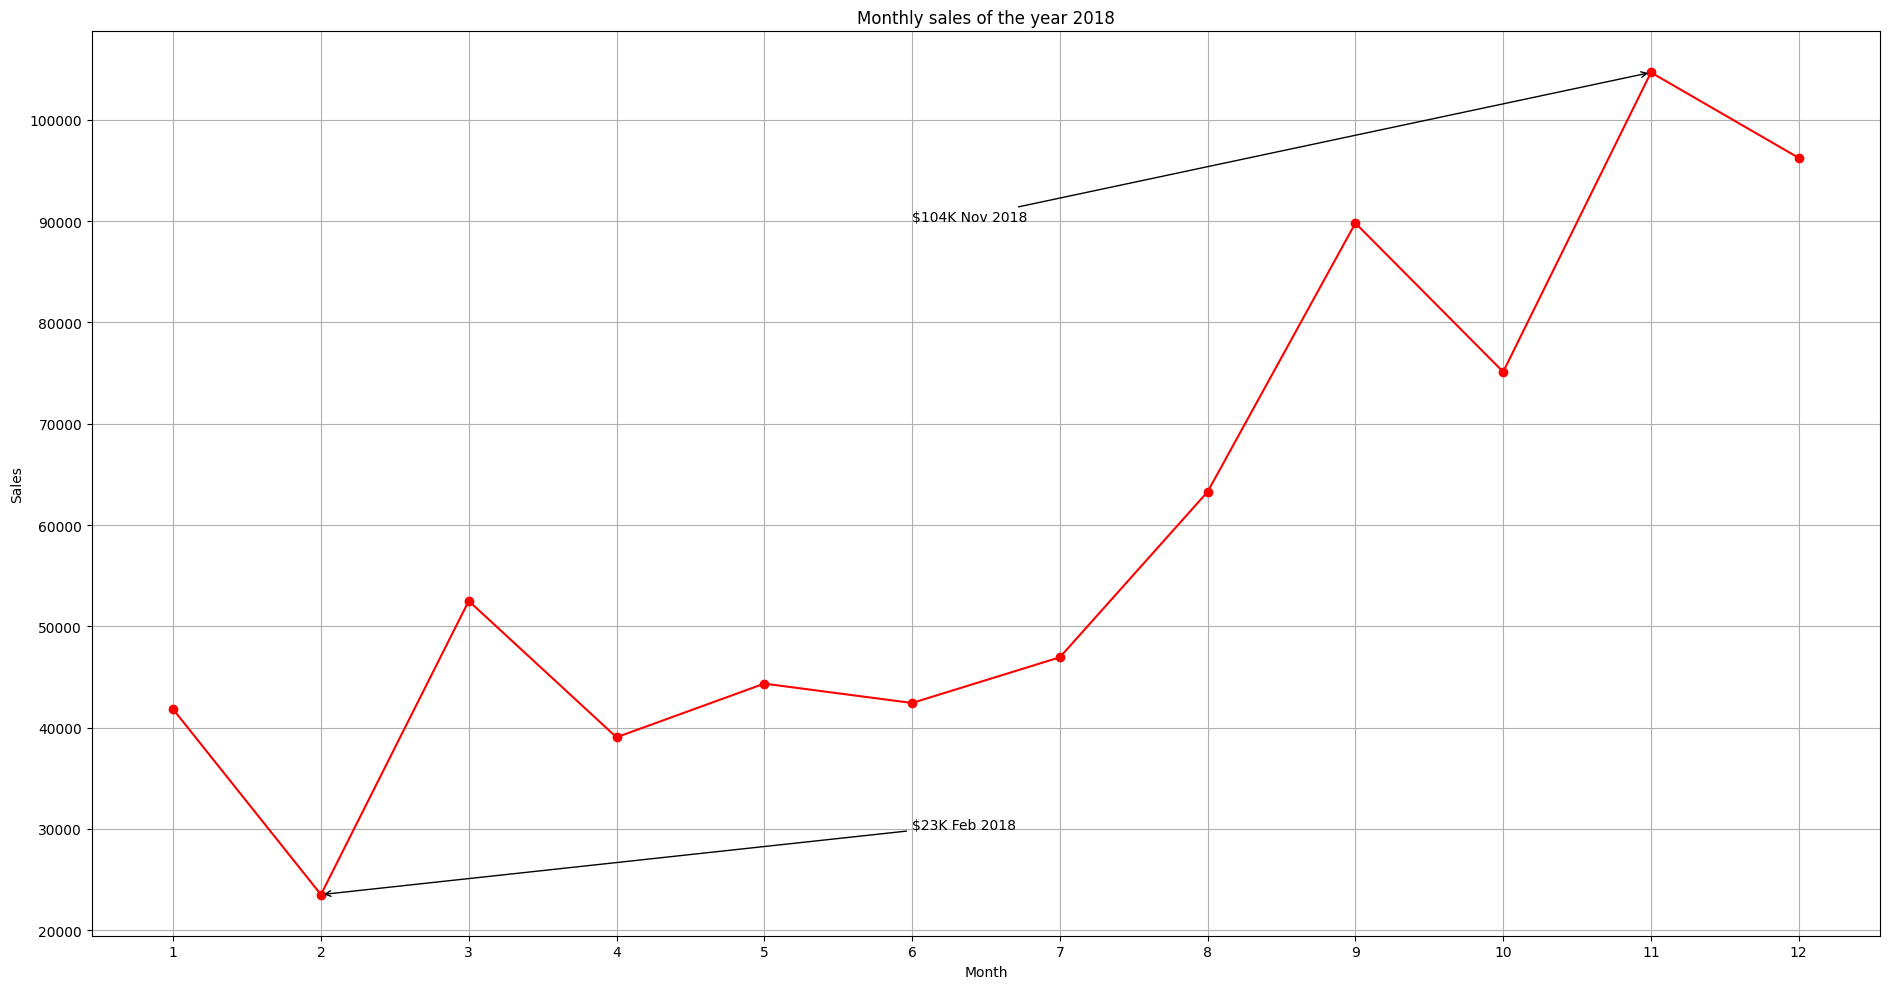 Monthly sales of the year 2018
100000
90000
80000
70000
60000
50000
40000
30000
20000
Sales
$104K Nov 2018
$23K Feb 2018
1 2 3 4 5 6 7 8 9 10 11 12
Month